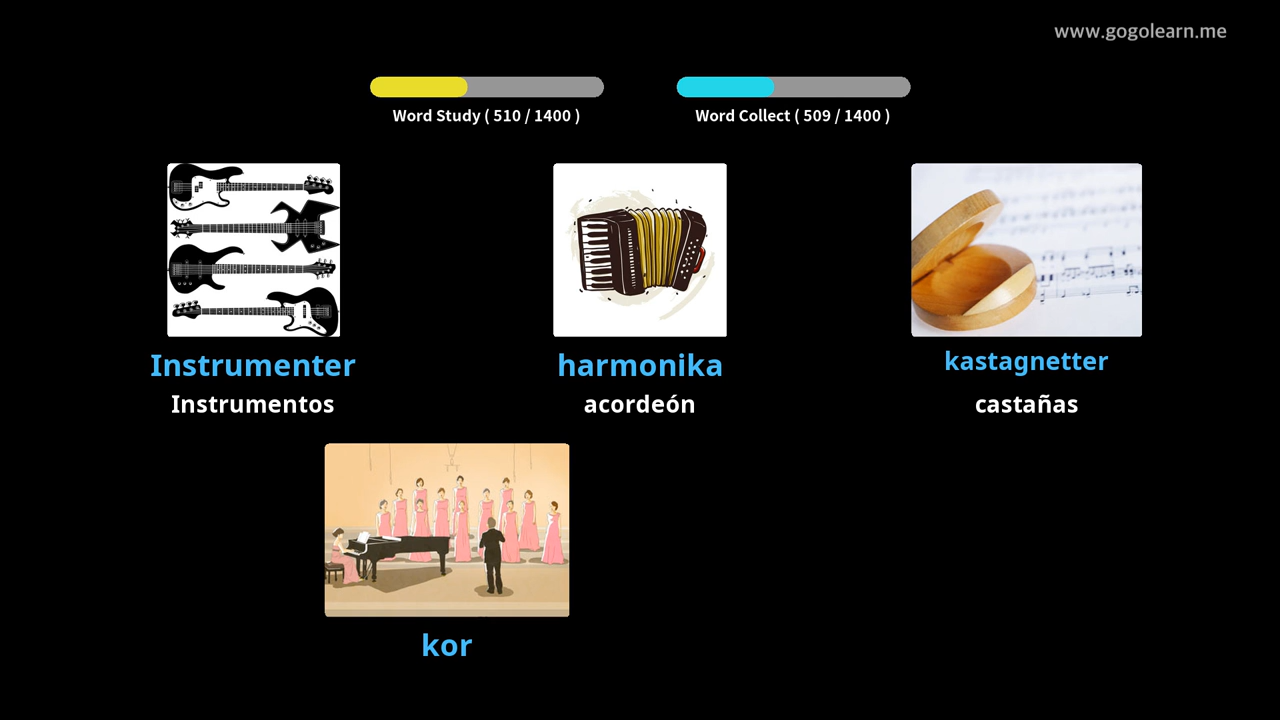 www.gogolearn.me
Word Study ( 510 / 1400 )
Word Collect ( 509 / 1400 )
Instrumenter
Instrumentos
harmonika
acordeón
kastagnetter
castañas
kor